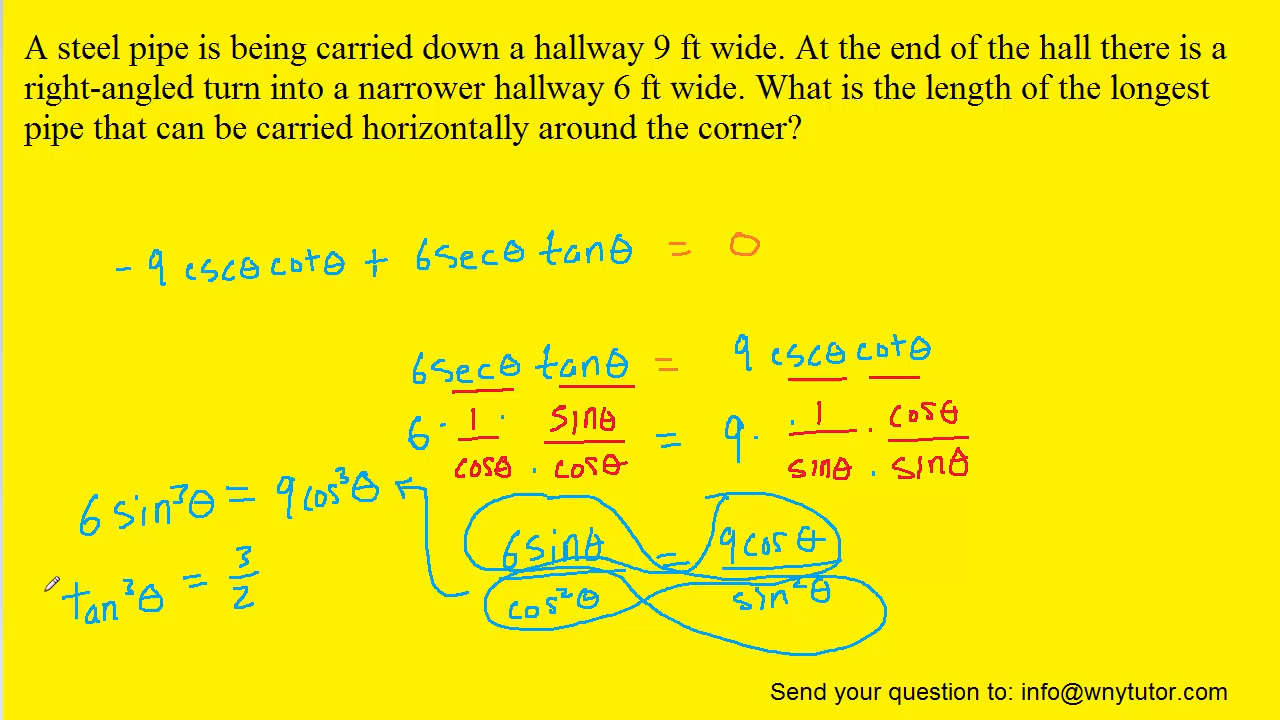 A steel pipe is being carried down a hallway 9 ft wide. At the end of the hall there is a
right-angled turn into a narrower hallway 6 ft wide. What is the length of the longest
pipe that can be carried horizontally around the corner?
- 9 cscθ cotθ + 6secθ tanθ = 0
6secθ tanθ = 9 cscθ cotθ
6 · 1/cosθ · sinθ/cosθ = 9 · 1/sinθ · cosθ/sinθ
6 sin³θ = 9 cos³θ
6sinθ/cos²θ = 9cosθ/sin²θ
tan³θ = 3/2
Send your question to: info@wnytutor.com